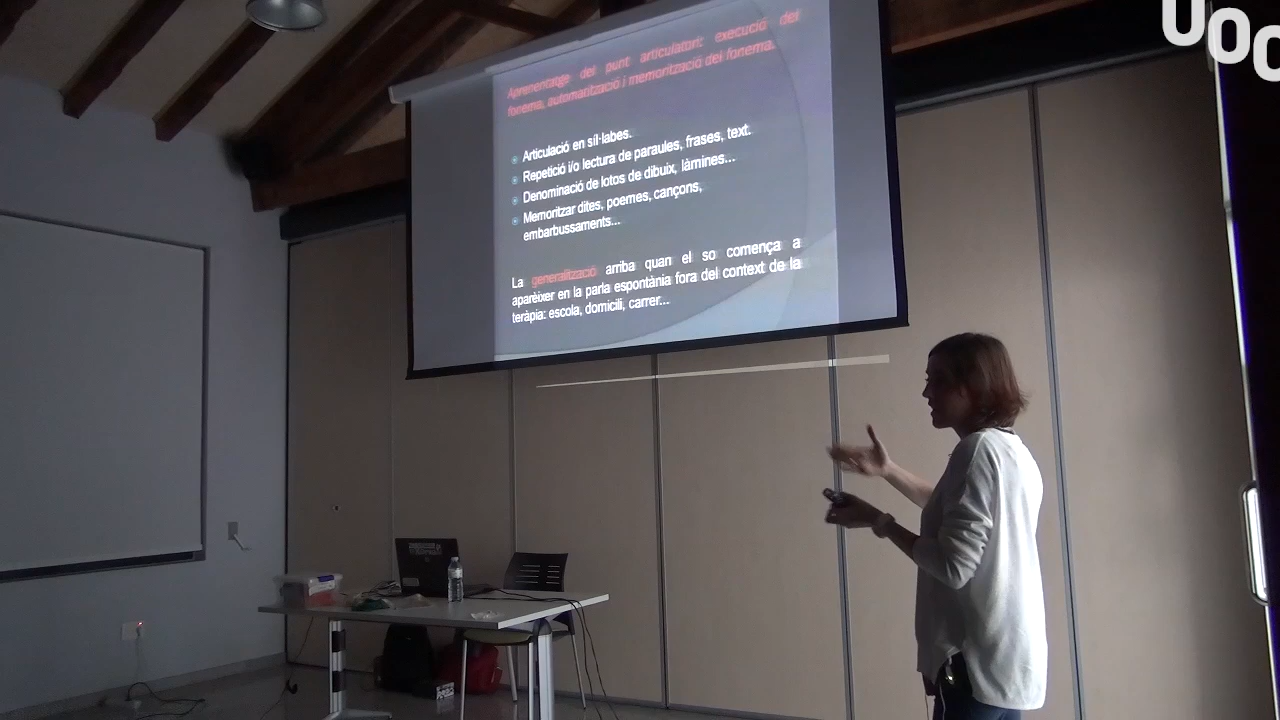 UOC
Aprenentatge del punt articulatori: execució del
fonema, automantzació i memorització del fonema.
Articulació en síl·labes.
Repetició i/o lectura de paraules, frases, text.
Denominació de lotos de dibuix, làmines...
Memoritzar dites, poemes, cançons,
embarbussaments...
La generalització arriba quan el so comença a
aparèixer en la parla espontània fora del context de la
teràpia: escola, domicili, carrer...